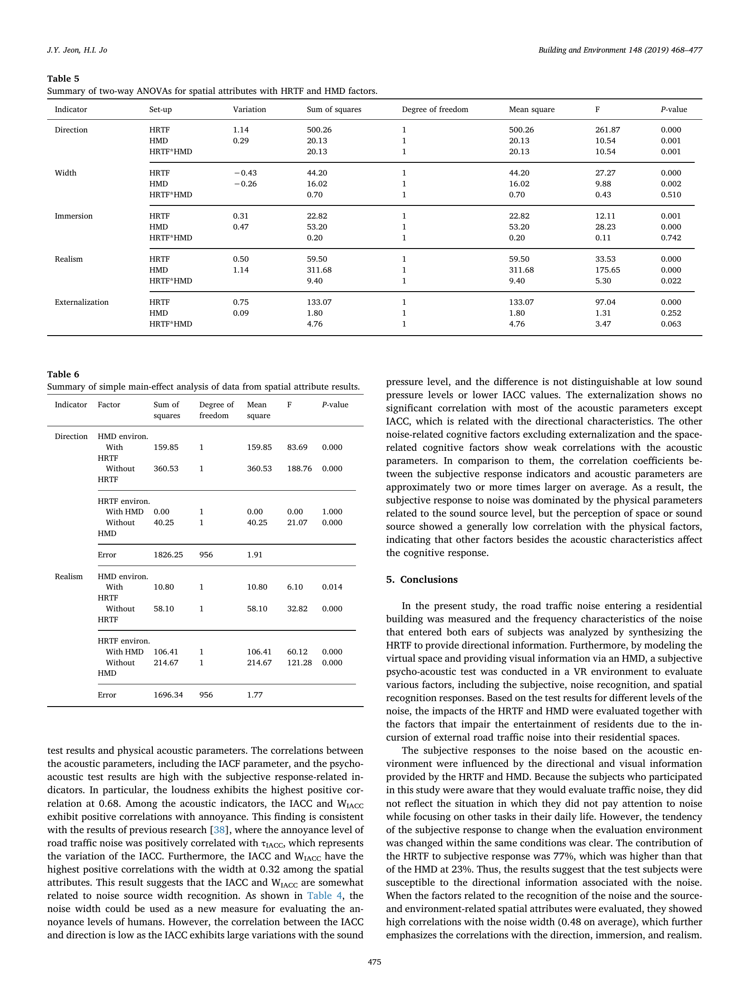 J.Y. Jeon, H.I. Jo
Building and Environment 148 (2019) 468–477
Table 5
Summary of two-way ANOVAs for spatial attributes with HRTF and HMD factors.
Indicator Set-up Variation Sum of squares Degree of freedom Mean square F P-value
Direction HRTF 1.14 500.26 1 500.26 261.87 0.000
HMD 0.29 20.13 1 20.13 10.54 0.001
HRTF*HMD 20.13 1 20.13 10.54 0.001
Width HRTF −0.43 44.20 1 44.20 27.27 0.000
HMD −0.26 16.02 1 16.02 9.88 0.002
HRTF*HMD 0.70 1 0.70 0.43 0.510
Immersion HRTF 0.31 22.82 1 22.82 12.11 0.001
HMD 0.47 53.20 1 53.20 28.23 0.000
HRTF*HMD 0.20 1 0.20 0.11 0.742
Realism HRTF 0.50 59.50 1 59.50 33.53 0.000
HMD 1.14 311.68 1 311.68 175.65 0.000
HRTF*HMD 9.40 1 9.40 5.30 0.022
Externalization HRTF 0.75 133.07 1 133.07 97.04 0.000
HMD 0.09 1.80 1 1.80 1.31 0.252
HRTF*HMD 4.76 1 4.76 3.47 0.063
Table 6
Summary of simple main-effect analysis of data from spatial attribute results.
Indicator Factor Sum of Degree of Mean F P-value
squares freedom square
Direction HMD environ.
With 159.85 1 159.85 83.69 0.000
HRTF
Without 360.53 1 360.53 188.76 0.000
HRTF
HRTF environ.
With HMD 0.00 1 0.00 0.00 1.000
Without 40.25 1 40.25 21.07 0.000
HMD
Error 1826.25 956 1.91
Realism HMD environ.
With 10.80 1 10.80 6.10 0.014
HRTF
Without 58.10 1 58.10 32.82 0.000
HRTF
HRTF environ.
With HMD 106.41 1 106.41 60.12 0.000
Without 214.67 1 214.67 121.28 0.000
HMD
Error 1696.34 956 1.77
test results and physical acoustic parameters. The correlations between
the acoustic parameters, including the IACF parameter, and the psycho-
acoustic test results are high with the subjective response-related in-
dicators. In particular, the loudness exhibits the highest positive cor-
relation at 0.68. Among the acoustic indicators, the IACC and WIACC
exhibit positive correlations with annoyance. This finding is consistent
with the results of previous research [38], where the annoyance level of
road traffic noise was positively correlated with τIACC, which represents
the variation of the IACC. Furthermore, the IACC and WIACC have the
highest positive correlations with the width at 0.32 among the spatial
attributes. This result suggests that the IACC and WIACC are somewhat
related to noise source width recognition. As shown in Table 4, the
noise width could be used as a new measure for evaluating the an-
noyance levels of humans. However, the correlation between the IACC
and direction is low as the IACC exhibits large variations with the sound
pressure level, and the difference is not distinguishable at low sound
pressure levels or lower IACC values. The externalization shows no
significant correlation with most of the acoustic parameters except
IACC, which is related with the directional characteristics. The other
noise-related cognitive factors excluding externalization and the space-
related cognitive factors show weak correlations with the acoustic
parameters. In comparison to them, the correlation coefficients be-
tween the subjective response indicators and acoustic parameters are
approximately two or more times larger on average. As a result, the
subjective response to noise was dominated by the physical parameters
related to the sound source level, but the perception of space or sound
source showed a generally low correlation with the physical factors,
indicating that other factors besides the acoustic characteristics affect
the cognitive response.
5. Conclusions
In the present study, the road traffic noise entering a residential
building was measured and the frequency characteristics of the noise
that entered both ears of subjects was analyzed by synthesizing the
HRTF to provide directional information. Furthermore, by modeling the
virtual space and providing visual information via an HMD, a subjective
psycho-acoustic test was conducted in a VR environment to evaluate
various factors, including the subjective, noise recognition, and spatial
recognition responses. Based on the test results for different levels of the
noise, the impacts of the HRTF and HMD were evaluated together with
the factors that impair the entertainment of residents due to the in-
cursion of external road traffic noise into their residential spaces.
The subjective responses to the noise based on the acoustic en-
vironment were influenced by the directional and visual information
provided by the HRTF and HMD. Because the subjects who participated
in this study were aware that they would evaluate traffic noise, they did
not reflect the situation in which they did not pay attention to noise
while focusing on other tasks in their daily life. However, the tendency
of the subjective response to change when the evaluation environment
was changed within the same conditions was clear. The contribution of
the HRTF to subjective response was 77%, which was higher than that
of the HMD at 23%. Thus, the results suggest that the test subjects were
susceptible to the directional information associated with the noise.
When the factors related to the recognition of the noise and the source-
and environment-related spatial attributes were evaluated, they showed
high correlations with the noise width (0.48 on average), which further
emphasizes the correlations with the direction, immersion, and realism.
475